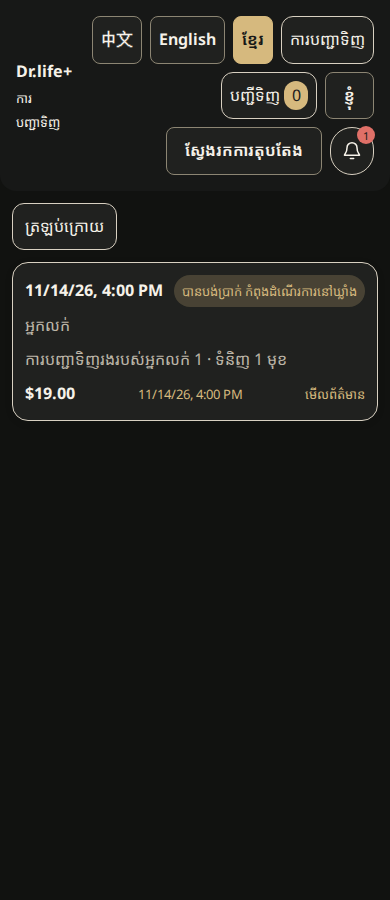 中文 English ខ្មែរ ការបញ្ជាទិញ
Dr.life+
ការ
បញ្ជាទិញ
បញ្ជីទិញ 0 ខ្ញុំ
ស្វែងរកការតុបតែង 1
ត្រឡប់ក្រោយ
11/14/26, 4:00 PM បានបង់ប្រាក់ កំពុងដំណើរការនៅឃ្លាំង
អ្នកលក់
ការបញ្ជាទិញរងរបស់អ្នកលក់ 1 · ទំនិញ 1 មុខ
$19.00 11/14/26, 4:00 PM មើលព័ត៌មាន